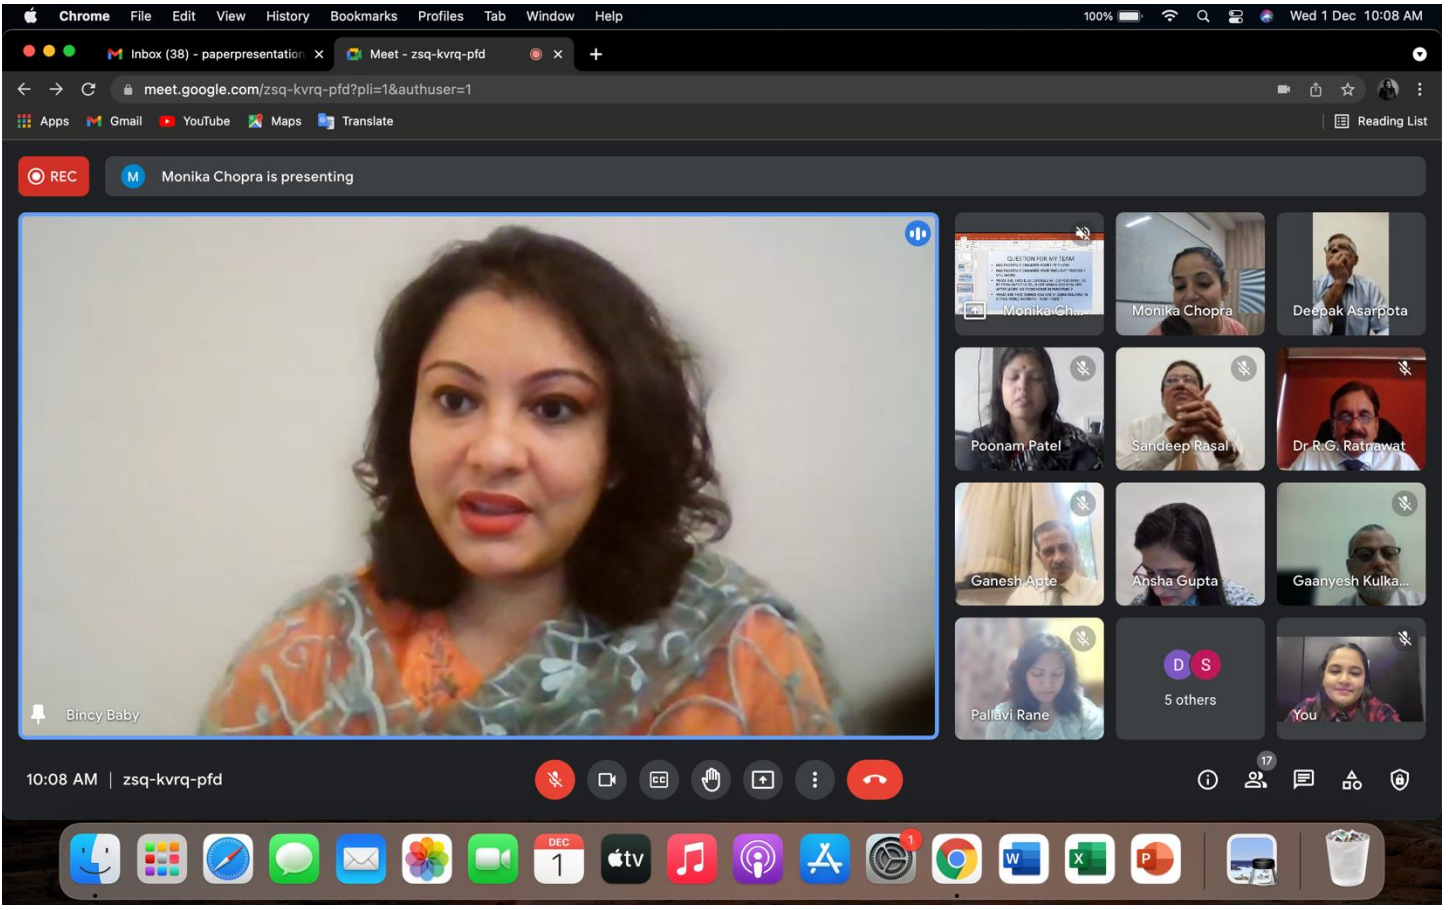 Chrome File Edit View History Bookmarks Profiles Tab Window Help 100% Wed 1 Dec 10:08 AM
Inbox (38) - paperpresentation Meet - zsq-kvrq-pfd
meet.google.com/zsq-kvrq-pfd?pli=1&authuser=1
Apps Gmail YouTube Maps Translate Reading List
REC M Monika Chopra is presenting
QUESTION FOR MY TEAM
Monika Ch... Monika Chopra Deepak Asarpota
Poonam Patel Sandeep Rasal Dr R.G. Ratnawat
Ganesh Apte Ansha Gupta Gaanyesh Kulka...
D S
5 others
Bincy Baby Pallavi Rane You
10:08 AM | zsq-kvrq-pfd CC 17
DEC
1
tv
1
W X P